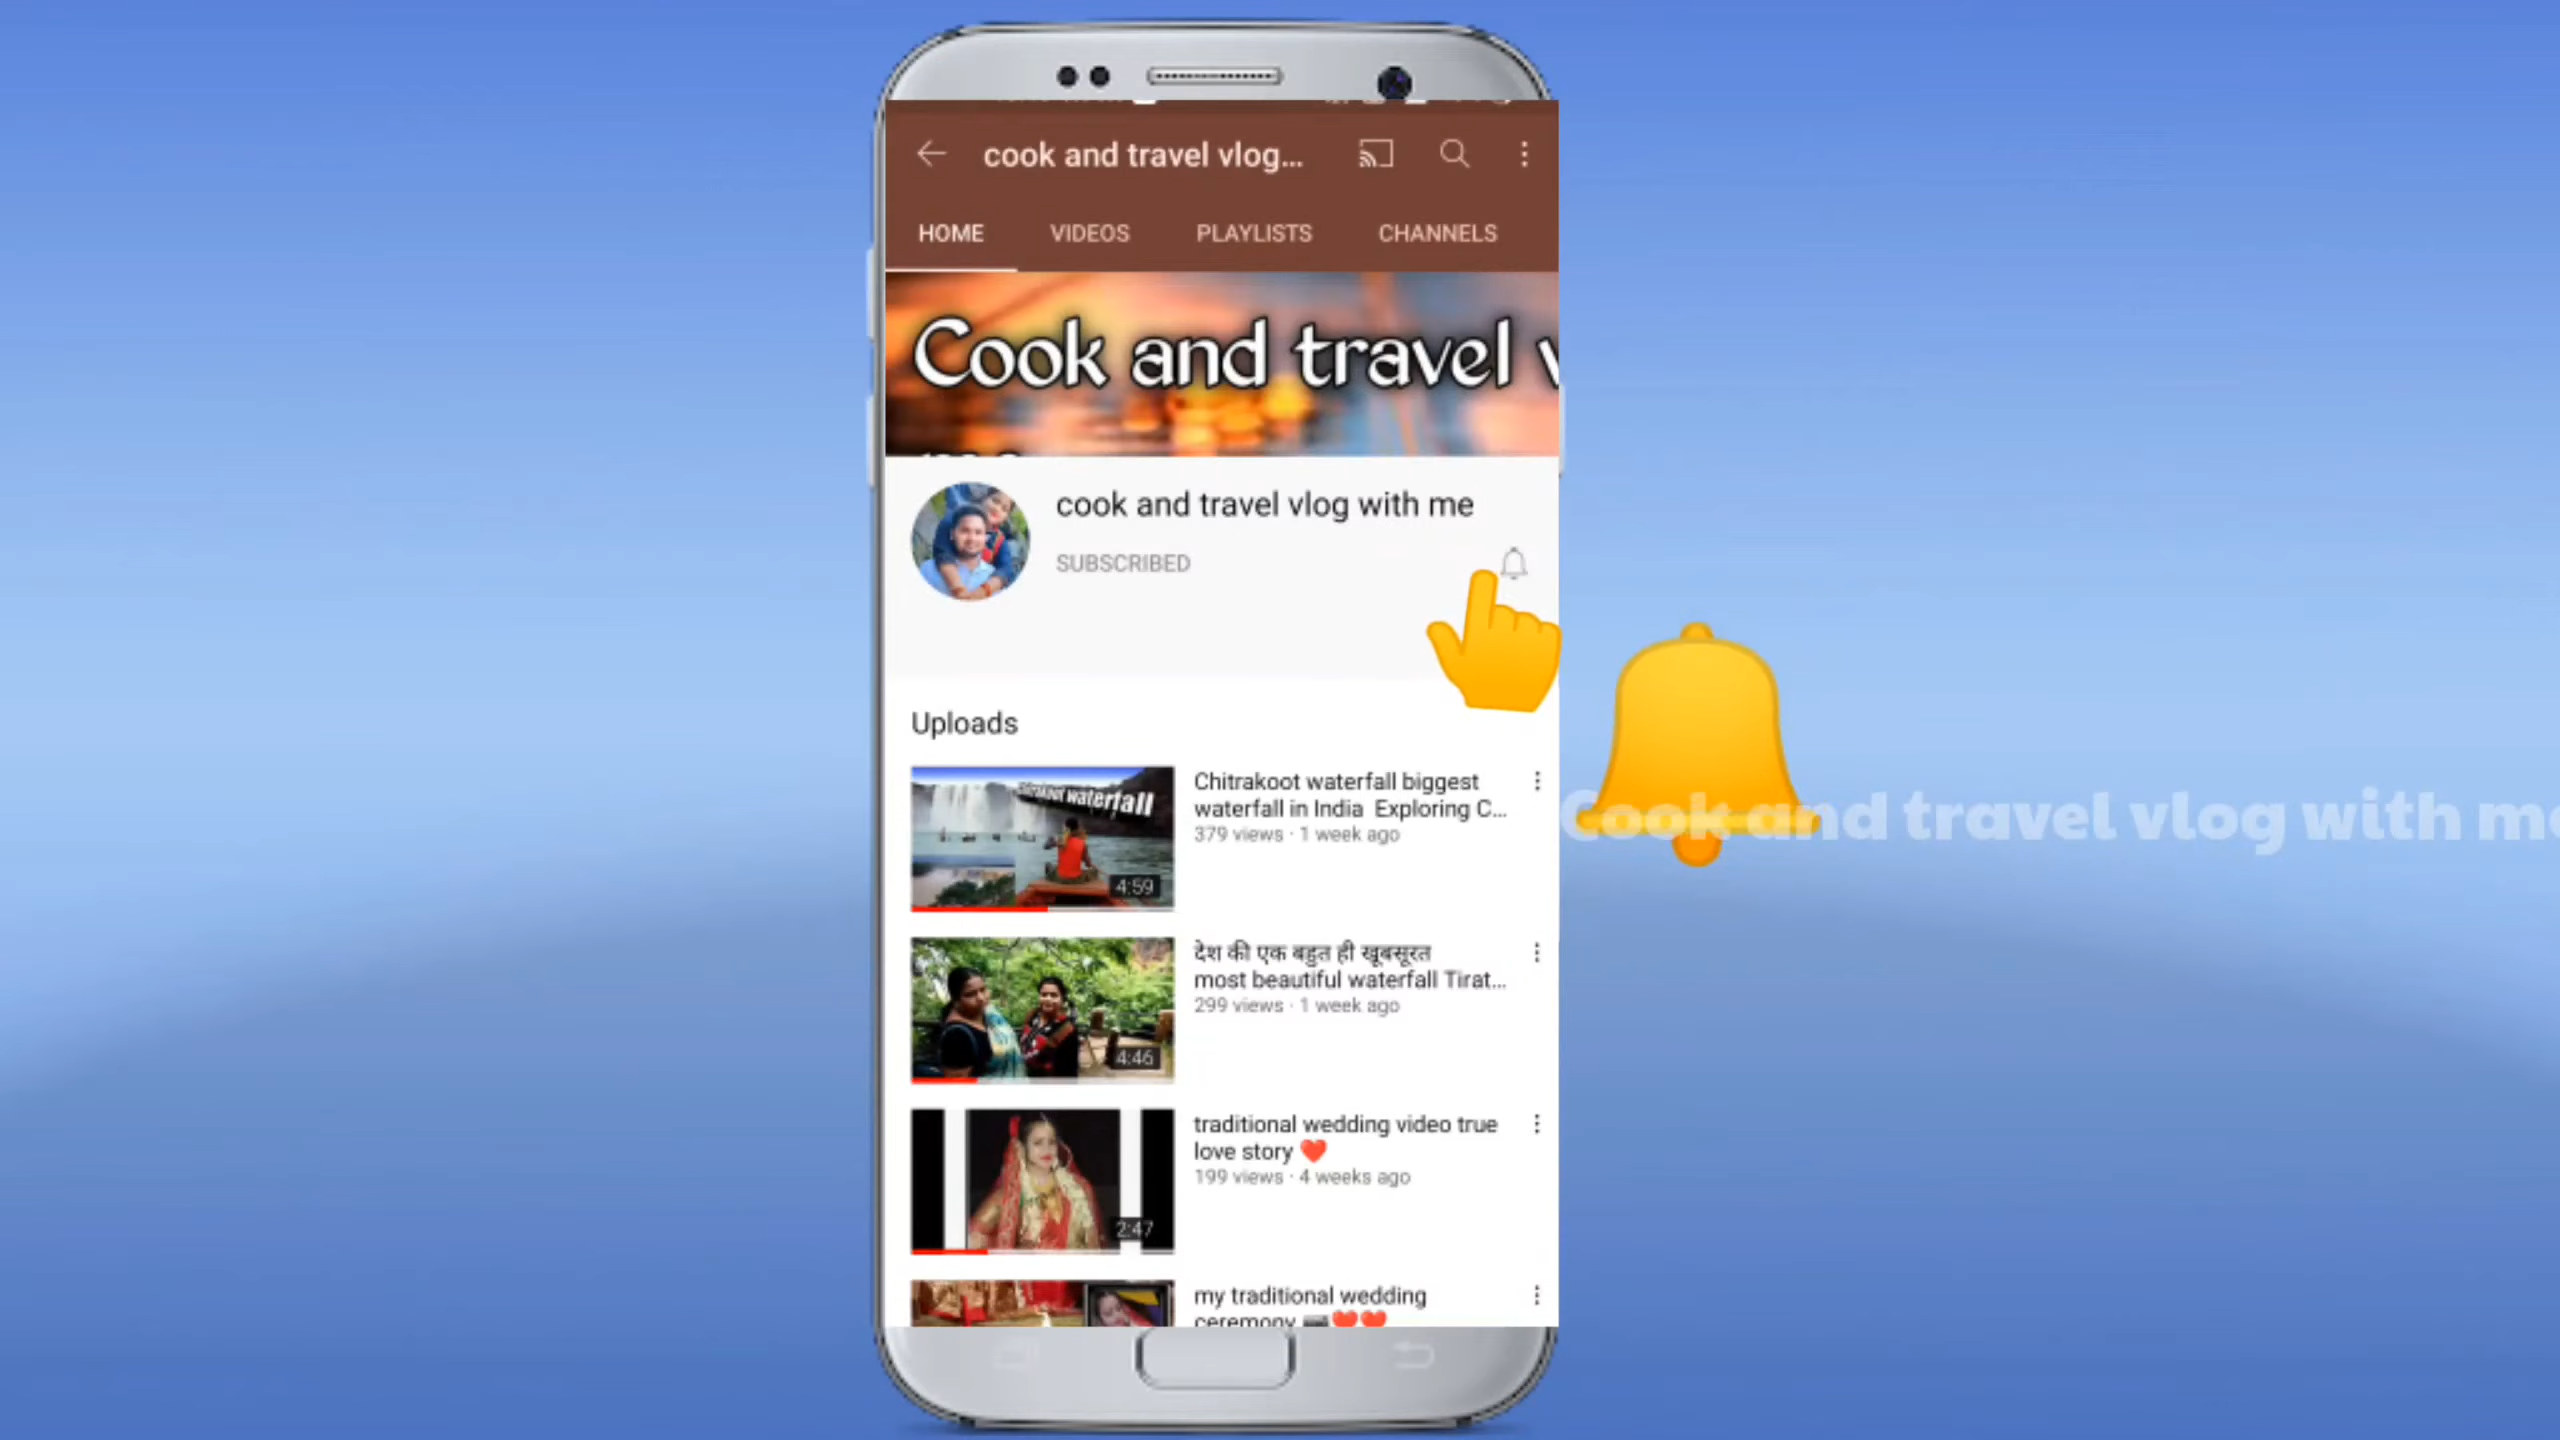 cook and travel vlog...
HOME VIDEOS PLAYLISTS CHANNELS
Cook and travel
cook and travel vlog with me
SUBSCRIBED
Uploads
Chitrakoot waterfall biggest
waterfall in India Exploring C...
379 views · 1 week ago
waterfall
4:59
देश की एक बहुत ही खूबसूरत
most beautiful waterfall Tirat...
299 views · 1 week ago
4:46
traditional wedding video true
love story ❤️
199 views · 4 weeks ago
2:47
my traditional wedding
ceremony
Cook and travel vlog with me